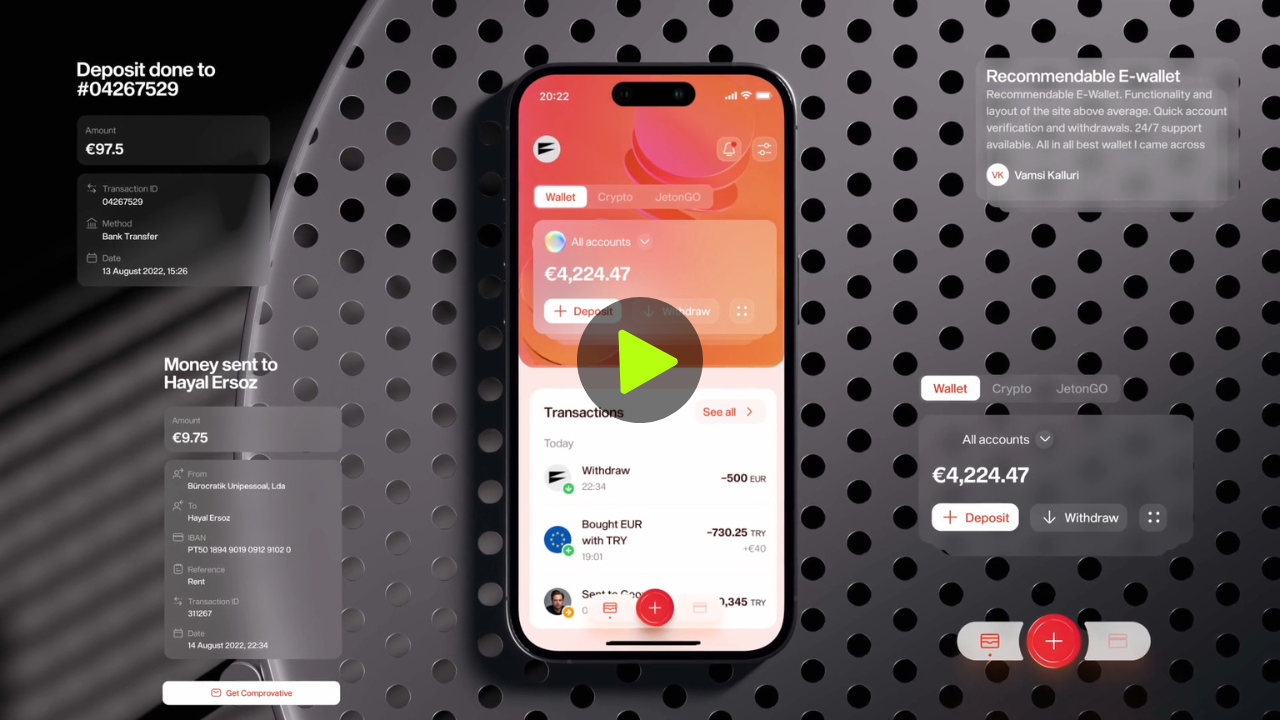 Deposit done to
#04267529
Amount
€97.5
Transaction ID
04267529
Method
Bank Transfer
Date
13 August 2022, 15:26
Money sent to
Hayal Ersoz
Amount
€9.75
From
Bürocratik Unipessoal, Lda
To
Hayal Ersoz
IBAN
PT50 1894 9019 0912 9102 0
Reference
Rent
Transaction ID
311267
Date
14 August 2022, 22:34
Get Comprovative
20:22
Wallet Crypto JetonGO
All accounts
€4,224.47
Deposit Withdraw
Transactions See all
Today
Withdraw
22:34
−500 EUR
Bought EUR
with TRY
19:01
−730.25 TRY
+€40
Sent to
0,345 TRY
Recommendable E-wallet
Recommendable E-Wallet. Functionality and
layout of the site above average. Quick account
verification and withdrawals. 24/7 support
available. All in all best wallet I came across
VK Vamsi Kalluri
Wallet Crypto JetonGO
All accounts
€4,224.47
Deposit Withdraw